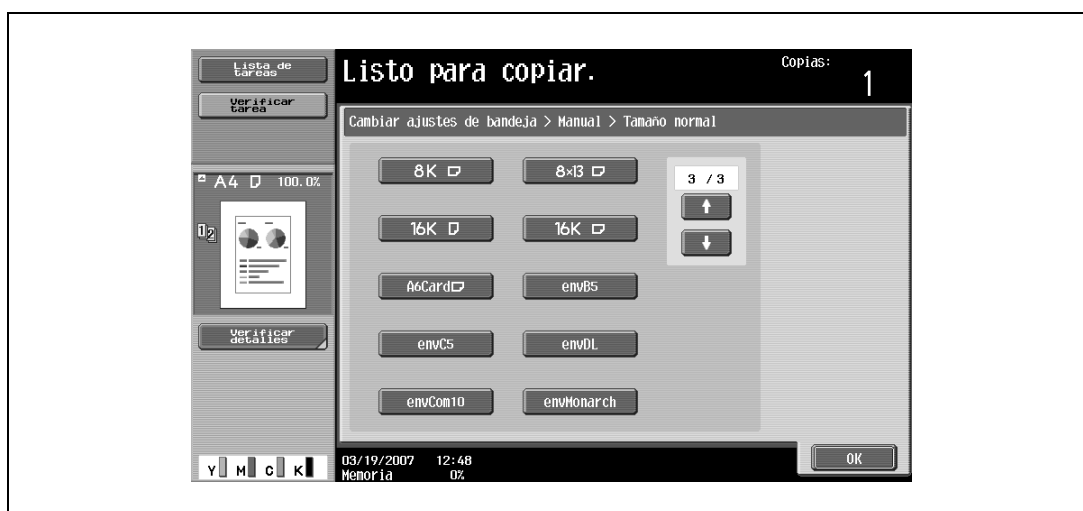 Lista de
tareas
Verificar
tarea
Listo para copiar.
Copias:
1
Cambiar ajustes de bandeja > Manual > Tamaño normal
A4 100.0%
12
8K
8×13
3 / 3
16K
16K
A6Card
envB5
Verificar
detalles
envC5
envDL
envCom10
envMonarch
Y M C K
03/19/2007 12:48
Memoria 0%
OK